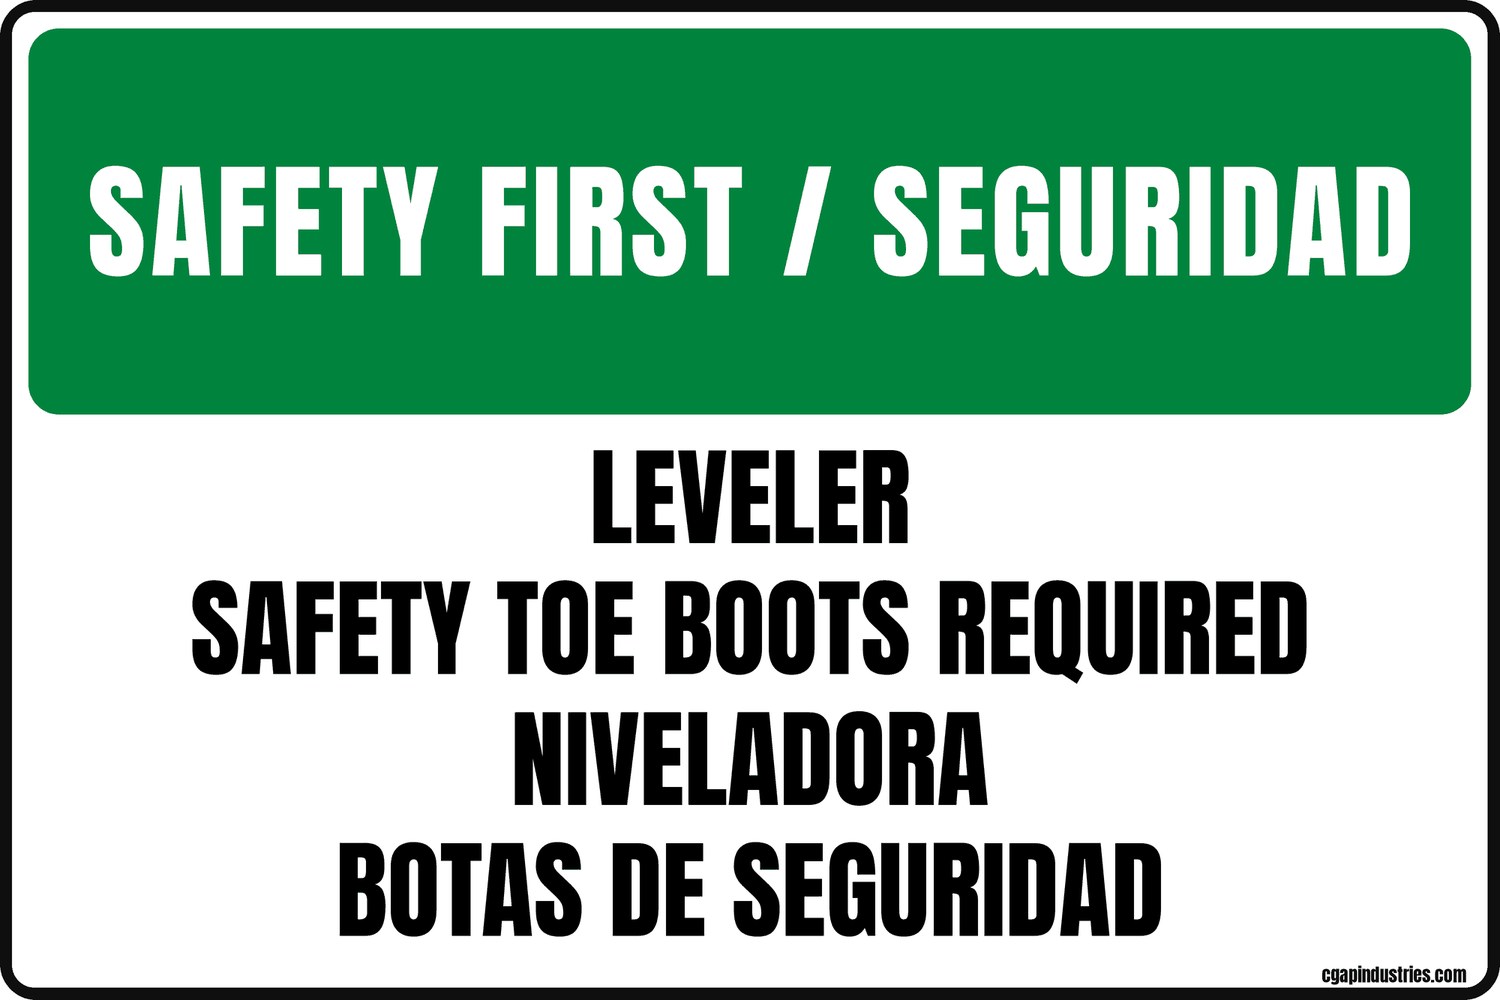 SAFETY FIRST / SEGURIDAD
LEVELER
SAFETY TOE BOOTS REQUIRED
NIVELADORA
BOTAS DE SEGURIDAD
cgapindustries.com